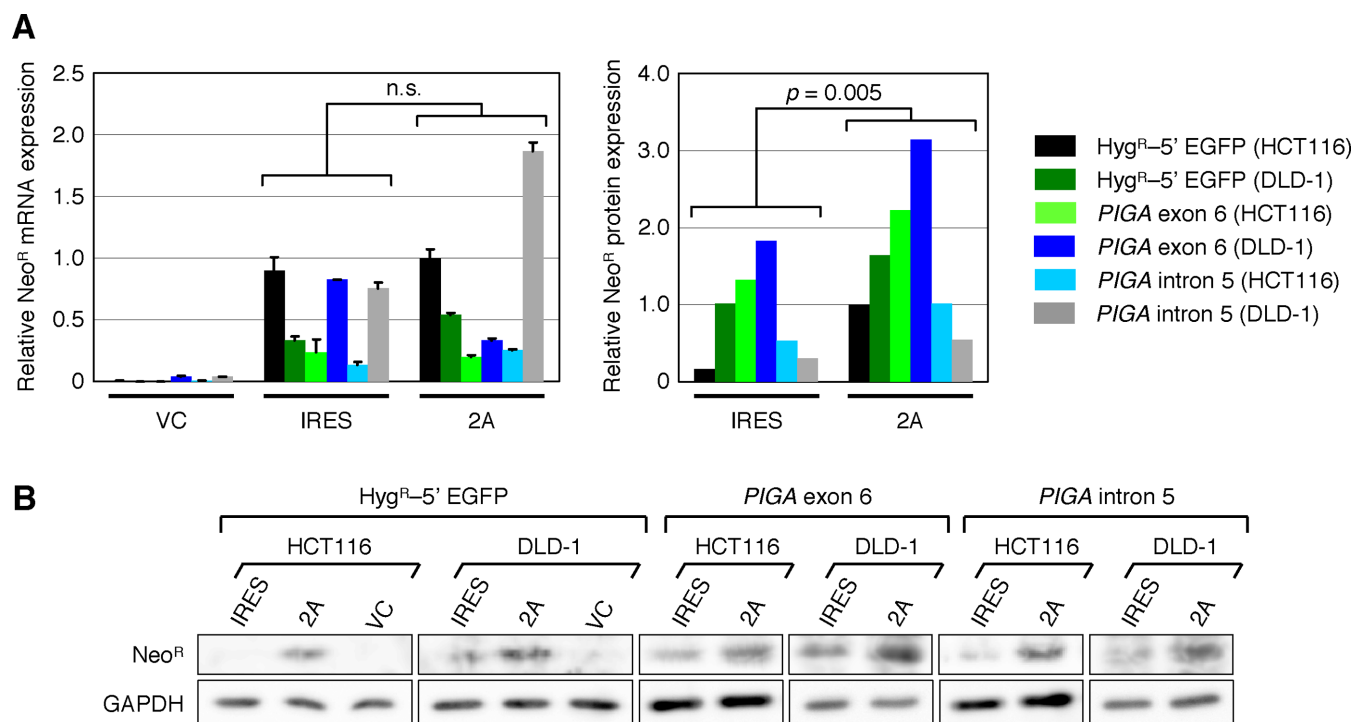 A
Relative Neoᴿ mRNA expression
2.5
2.0
1.5
1.0
0.5
0
n.s.
VC
IRES
2A
Relative Neoᴿ protein expression
4.0
3.0
2.0
1.0
0
p = 0.005
IRES
2A
Hygᴿ–5’ EGFP (HCT116)
Hygᴿ–5’ EGFP (DLD-1)
PIGA exon 6 (HCT116)
PIGA exon 6 (DLD-1)
PIGA intron 5 (HCT116)
PIGA intron 5 (DLD-1)
B
Hygᴿ–5’ EGFP PIGA exon 6 PIGA intron 5
HCT116 DLD-1 HCT116 DLD-1 HCT116 DLD-1
IRES 2A VC IRES 2A VC IRES 2A IRES 2A IRES 2A IRES 2A
Neoᴿ
GAPDH